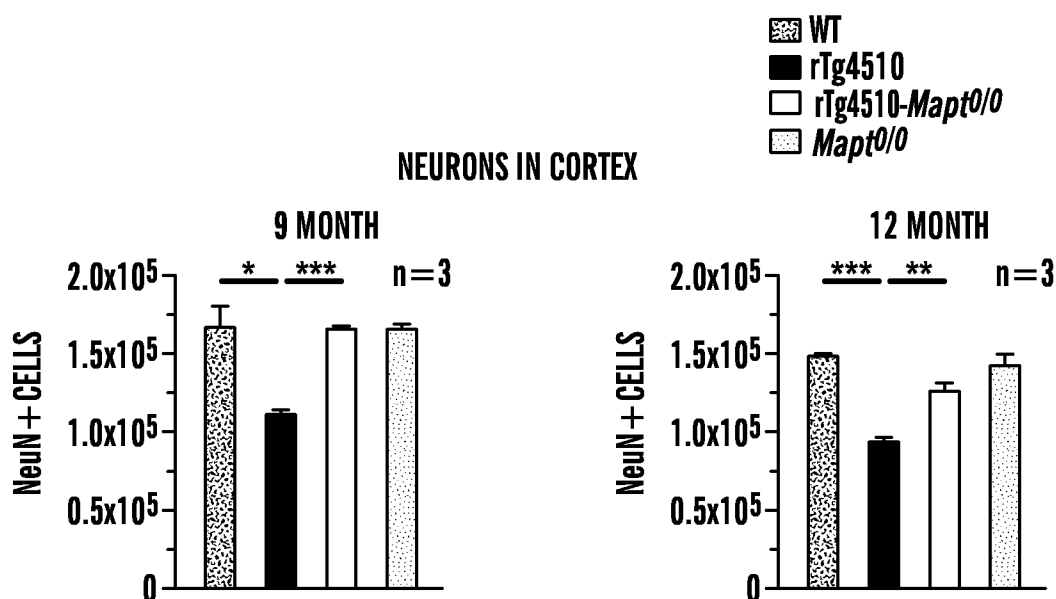 WT
rTg4510
rTg4510-Mapt0/0
Mapt0/0
NEURONS IN CORTEX
9 MONTH
NeuN + CELLS
2.0x105
1.5x105
1.0x105
0.5x105
0
* ***
n=3
12 MONTH
NeuN + CELLS
2.0x105
1.5x105
1.0x105
0.5x105
0
*** **
n=3